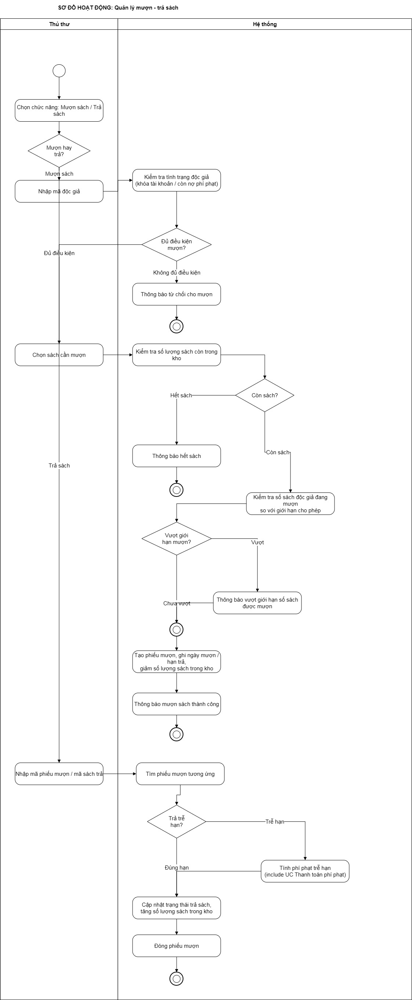 SƠ ĐỒ HOẠT ĐỘNG: Quản lý mượn - trả sách
Thủ thư
Hệ thống
Chọn chức năng: Mượn sách / Trả
sách
Mượn hay
trả?
Mượn sách
Nhập mã độc giả
Kiểm tra tình trạng độc giả
(khóa tài khoản / còn nợ phí phạt)
Đủ điều kiện
mượn?
Đủ điều kiện
Không đủ điều kiện
Thông báo từ chối cho mượn
Chọn sách cần mượn
Kiểm tra số lượng sách còn trong
kho
Còn sách?
Hết sách
Còn sách
Thông báo hết sách
Trả sách
Kiểm tra số sách độc giả đang
mượn
so với giới hạn cho phép
Vượt giới
hạn mượn?
Vượt
Chưa vượt
Thông báo vượt giới hạn số sách
được mượn
Tạo phiếu mượn, ghi ngày mượn /
hạn trả,
giảm số lượng sách trong kho
Thông báo mượn sách thành công
Nhập mã phiếu mượn / mã sách trả
Tìm phiếu mượn tương ứng
Trả trễ
hạn?
Trễ hạn
Đúng hạn
Tính phí phạt trễ hạn
(include UC Thanh toán phí phạt)
Cập nhật trạng thái trả sách,
tăng số lượng sách trong kho
Đóng phiếu mượn